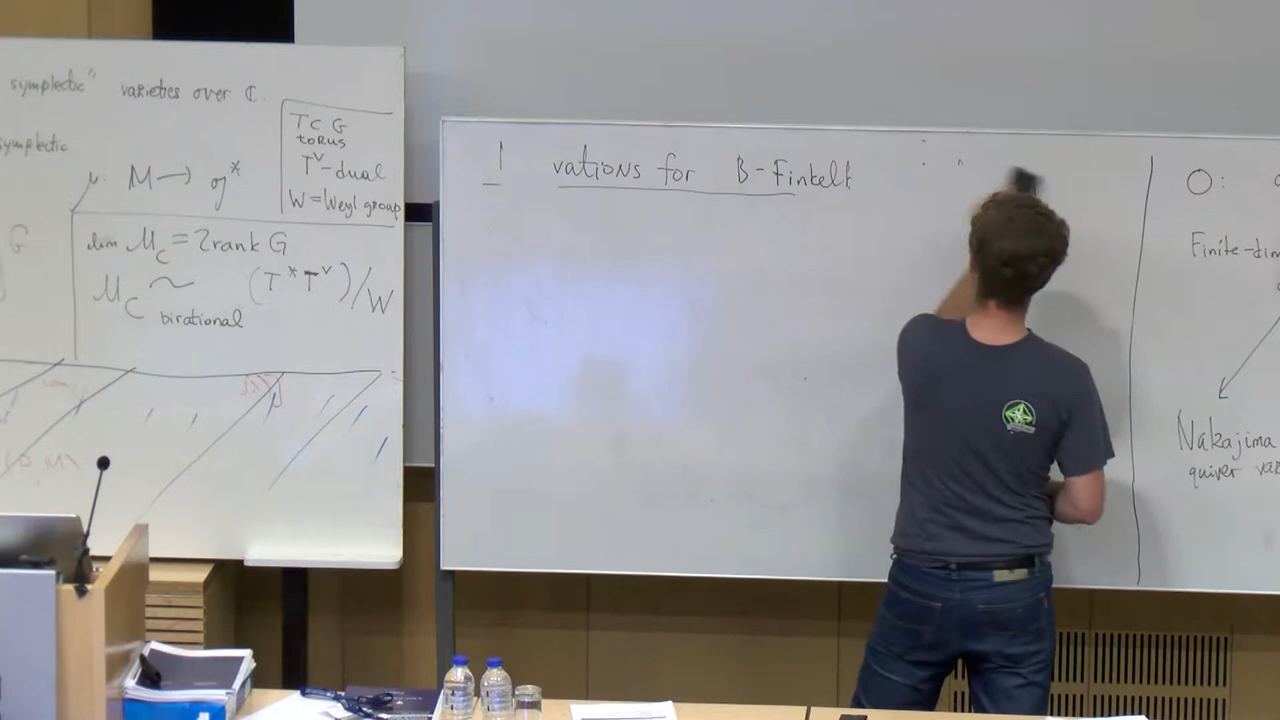 symplectic" varieties over ℂ.
symplectic
μ: M → g*
T ⊂ G
torus
T^∨-dual
W = Weyl group
G
dim M_C = 2 rank G
M_C ~ (T*T^∨)/W
birational
vations for B-Finkelt
O:
Finite-dim
Nakajima
quiver va